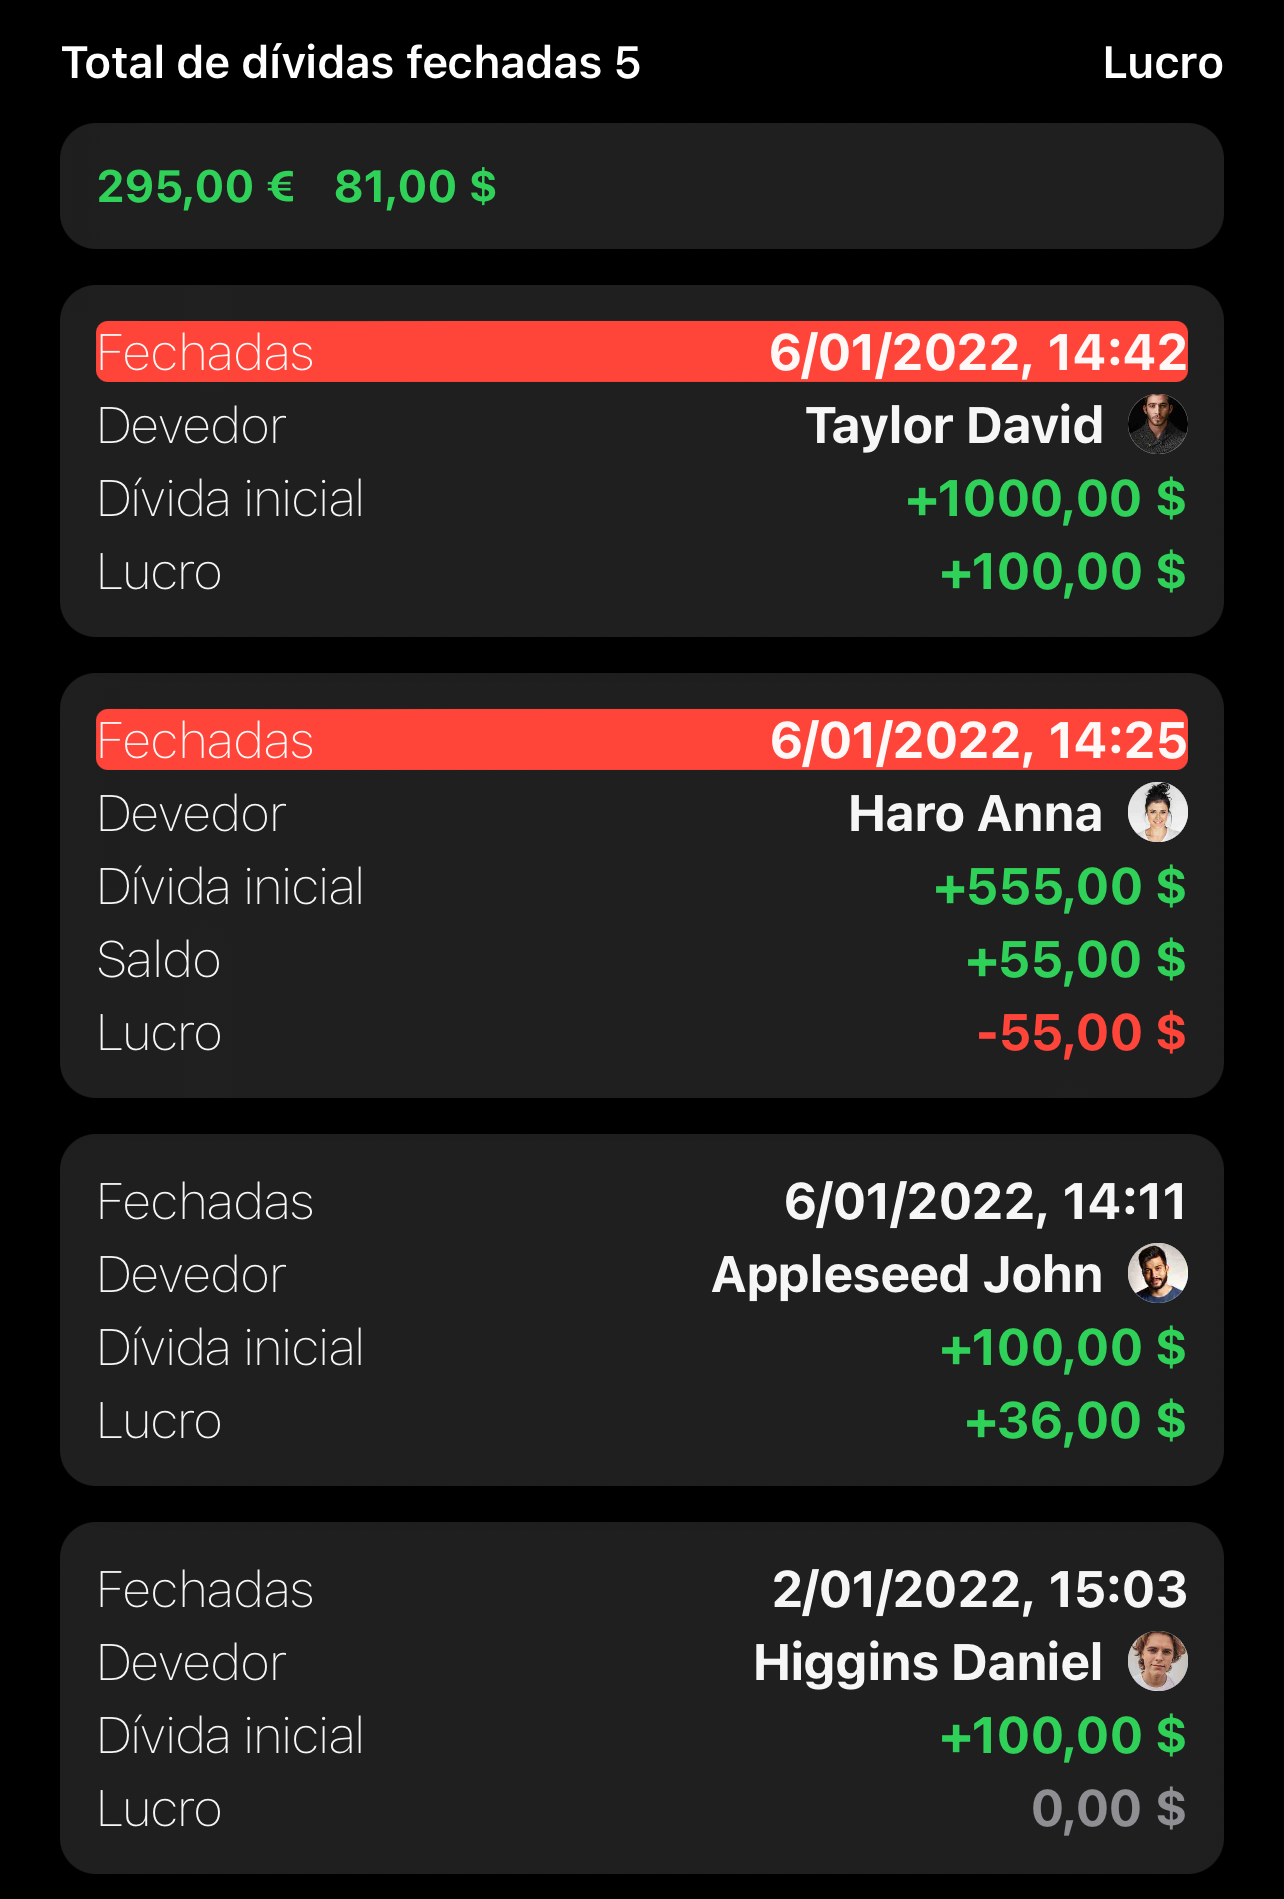 Total de dívidas fechadas 5 Lucro
295,00 € 81,00 $
Fechadas 6/01/2022, 14:42
Devedor Taylor David
Dívida inicial +1000,00 $
Lucro +100,00 $
Fechadas 6/01/2022, 14:25
Devedor Haro Anna
Dívida inicial +555,00 $
Saldo +55,00 $
Lucro -55,00 $
Fechadas 6/01/2022, 14:11
Devedor Appleseed John
Dívida inicial +100,00 $
Lucro +36,00 $
Fechadas 2/01/2022, 15:03
Devedor Higgins Daniel
Dívida inicial +100,00 $
Lucro 0,00 $